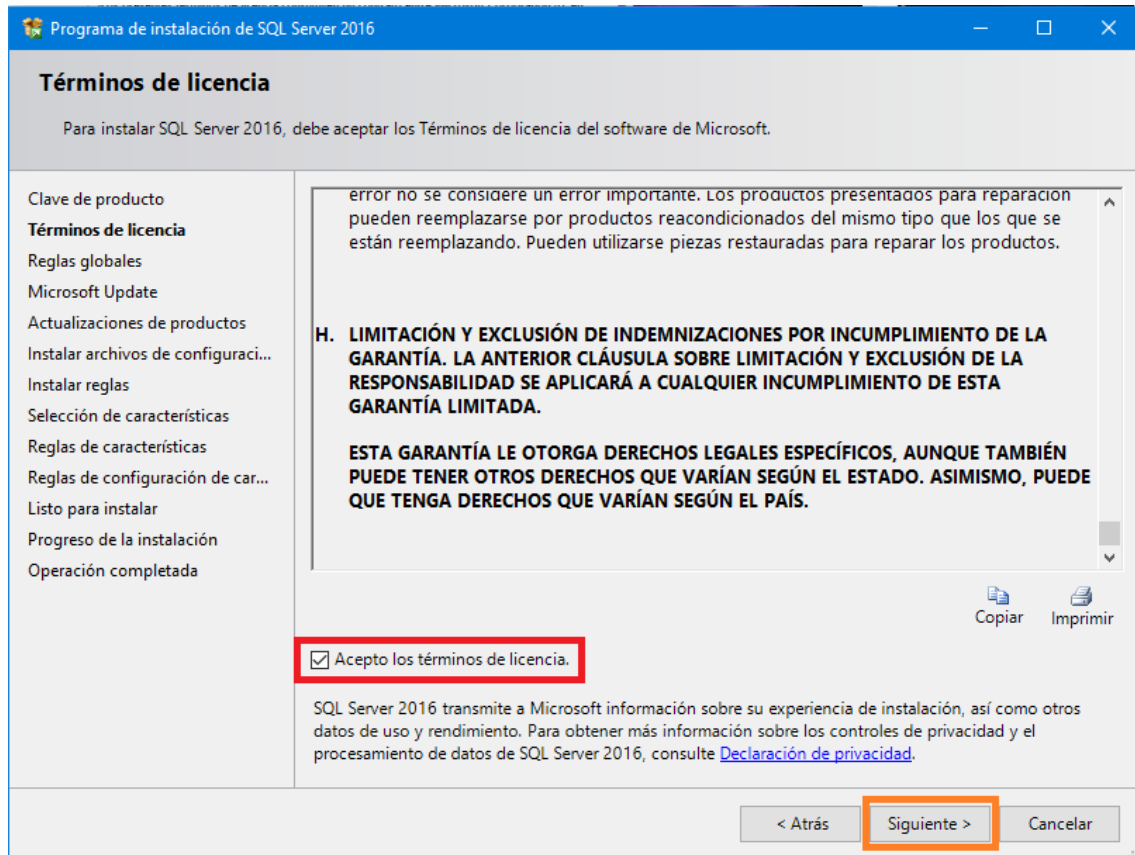 Programa de instalación de SQL Server 2016
Términos de licencia
Para instalar SQL Server 2016, debe aceptar los Términos de licencia del software de Microsoft.
Clave de producto
Términos de licencia
Reglas globales
Microsoft Update
Actualizaciones de productos
Instalar archivos de configuraci...
Instalar reglas
Selección de características
Reglas de características
Reglas de configuración de car...
Listo para instalar
Progreso de la instalación
Operación completada
error no se considere un error importante. Los productos presentados para reparación
pueden reemplazarse por productos reacondicionados del mismo tipo que los que se
están reemplazando. Pueden utilizarse piezas restauradas para reparar los productos.
H. LIMITACIÓN Y EXCLUSIÓN DE INDEMNIZACIONES POR INCUMPLIMIENTO DE LA
GARANTÍA. LA ANTERIOR CLÁUSULA SOBRE LIMITACIÓN Y EXCLUSIÓN DE LA
RESPONSABILIDAD SE APLICARÁ A CUALQUIER INCUMPLIMIENTO DE ESTA
GARANTÍA LIMITADA.
ESTA GARANTÍA LE OTORGA DERECHOS LEGALES ESPECÍFICOS, AUNQUE TAMBIÉN
PUEDE TENER OTROS DERECHOS QUE VARÍAN SEGÚN EL ESTADO. ASIMISMO, PUEDE
QUE TENGA DERECHOS QUE VARÍAN SEGÚN EL PAÍS.
Copiar Imprimir
Acepto los términos de licencia.
SQL Server 2016 transmite a Microsoft información sobre su experiencia de instalación, así como otros
datos de uso y rendimiento. Para obtener más información sobre los controles de privacidad y el
procesamiento de datos de SQL Server 2016, consulte Declaración de privacidad.
< Atrás Siguiente > Cancelar